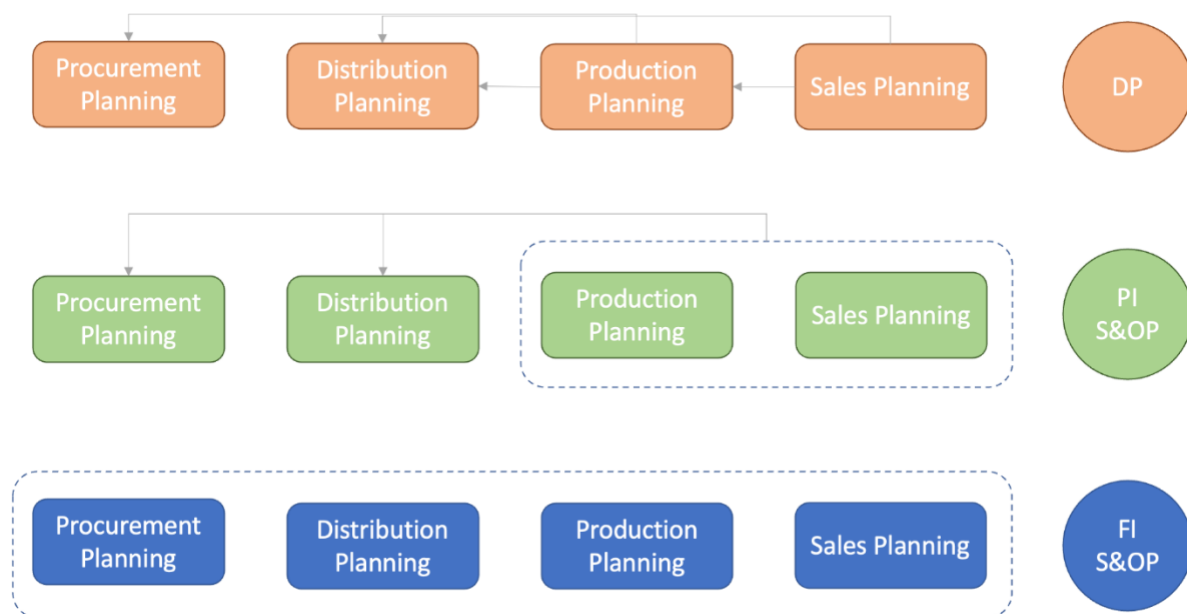 Procurement
Planning
Distribution
Planning
Production
Planning
Sales Planning
DP
Procurement
Planning
Distribution
Planning
Production
Planning
Sales Planning
PI
S&OP
Procurement
Planning
Distribution
Planning
Production
Planning
Sales Planning
FI
S&OP